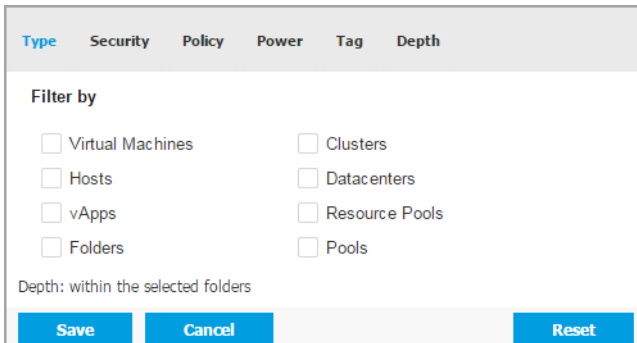 Type Security Policy Power Tag Depth
Filter by
Virtual Machines Clusters
Hosts Datacenters
vApps Resource Pools
Folders Pools
Depth: within the selected folders
Save Cancel Reset